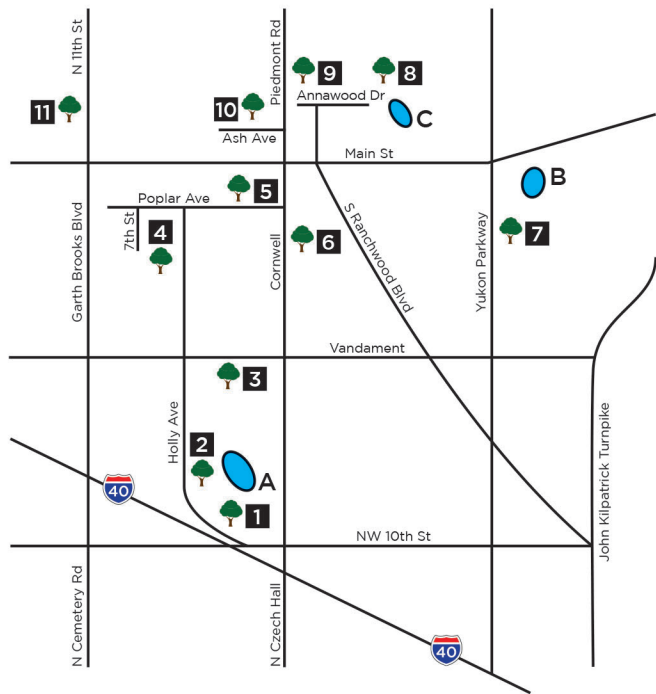 N 11th St
Piedmont Rd
9
8
11
10
Annawood Dr
C
Ash Ave
Main St
B
Poplar Ave
5
7th St
4
6
7
Garth Brooks Blvd
Cornwell
S Ranchwood Blvd
Yukon Parkway
Vandament
3
Holly Ave
2
A
40
1
NW 10th St
John Kilpatrick Turnpike
N Cemetery Rd
N Czech Hall
40